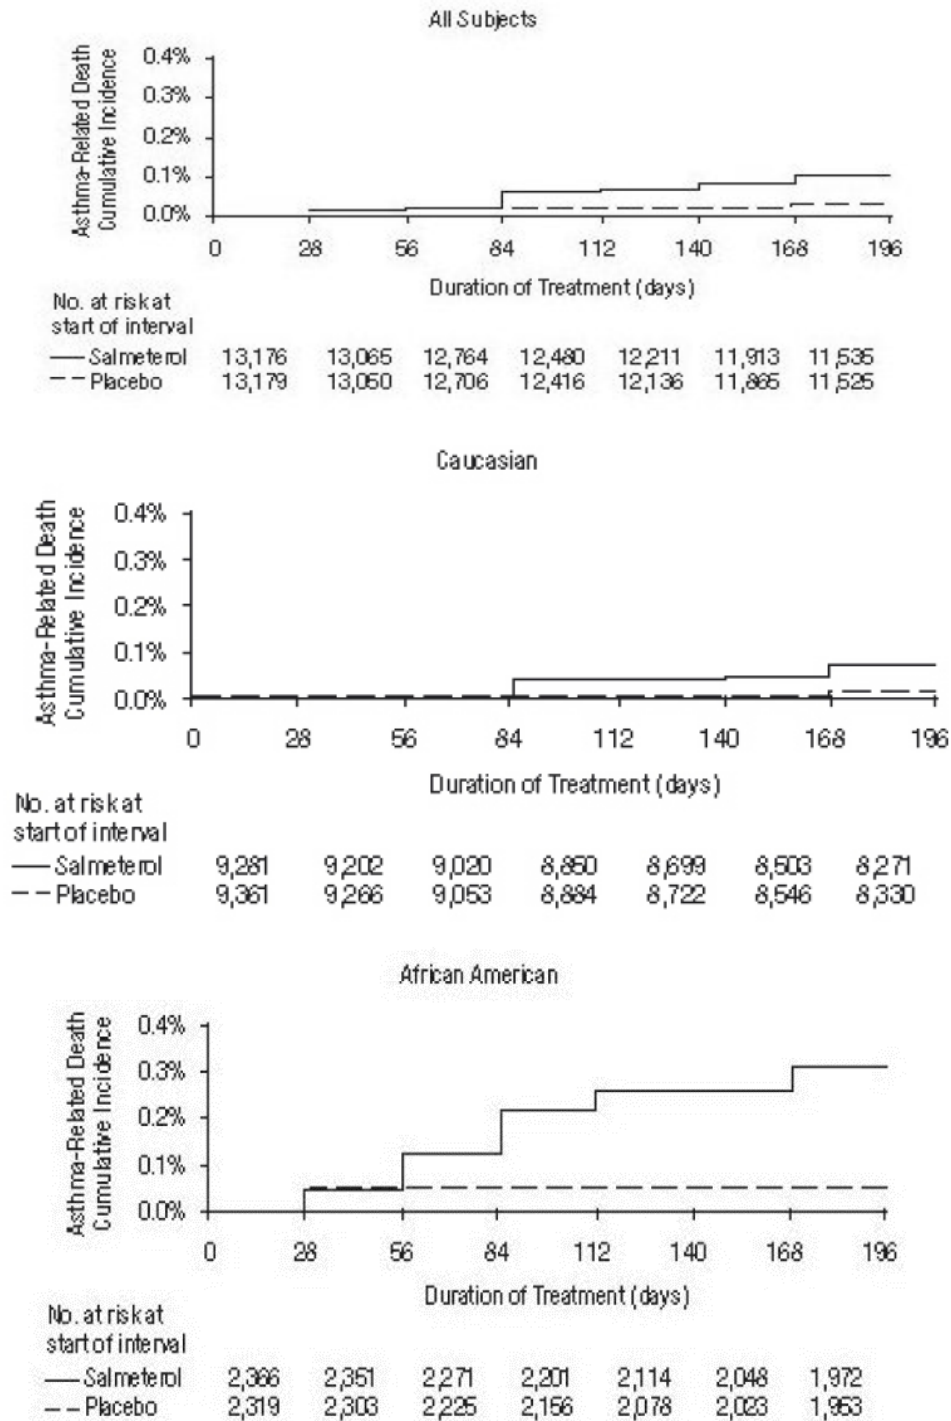 All Subjects
Asthma-Related Death
Cumulative Incidence
0.4%
0.3%
0.2%
0.1%
0.0%
0 28 56 84 112 140 168 196
Duration of Treatment (days)
No. at risk at
start of interval
Salmeterol 13,176 13,065 12,764 12,480 12,211 11,913 11,535
Placebo 13,179 13,050 12,706 12,416 12,136 11,865 11,525
Caucasian
Asthma-Related Death
Cumulative Incidence
0.4%
0.3%
0.2%
0.1%
0.0%
0 28 56 84 112 140 168 196
Duration of Treatment (days)
No. at risk at
start of interval
Salmeterol 9,281 9,202 9,020 8,850 8,699 8,503 8,271
Placebo 9,361 9,266 9,053 8,884 8,722 8,546 8,330
African American
Asthma-Related Death
Cumulative Incidence
0.4%
0.3%
0.2%
0.1%
0.0%
0 28 56 84 112 140 168 196
Duration of Treatment (days)
No. at risk at
start of interval
Salmeterol 2,366 2,351 2,271 2,201 2,114 2,048 1,972
Placebo 2,319 2,303 2,225 2,156 2,078 2,023 1,953